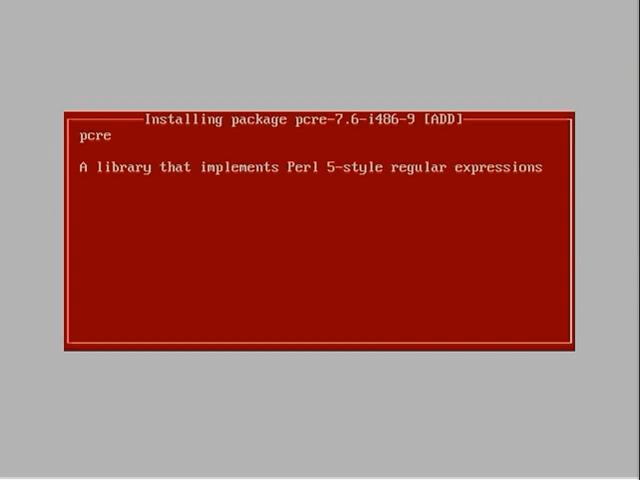 Installing package pcre-7.6-i486-9 [ADD]
pcre
A library that implements Perl 5-style regular expressions